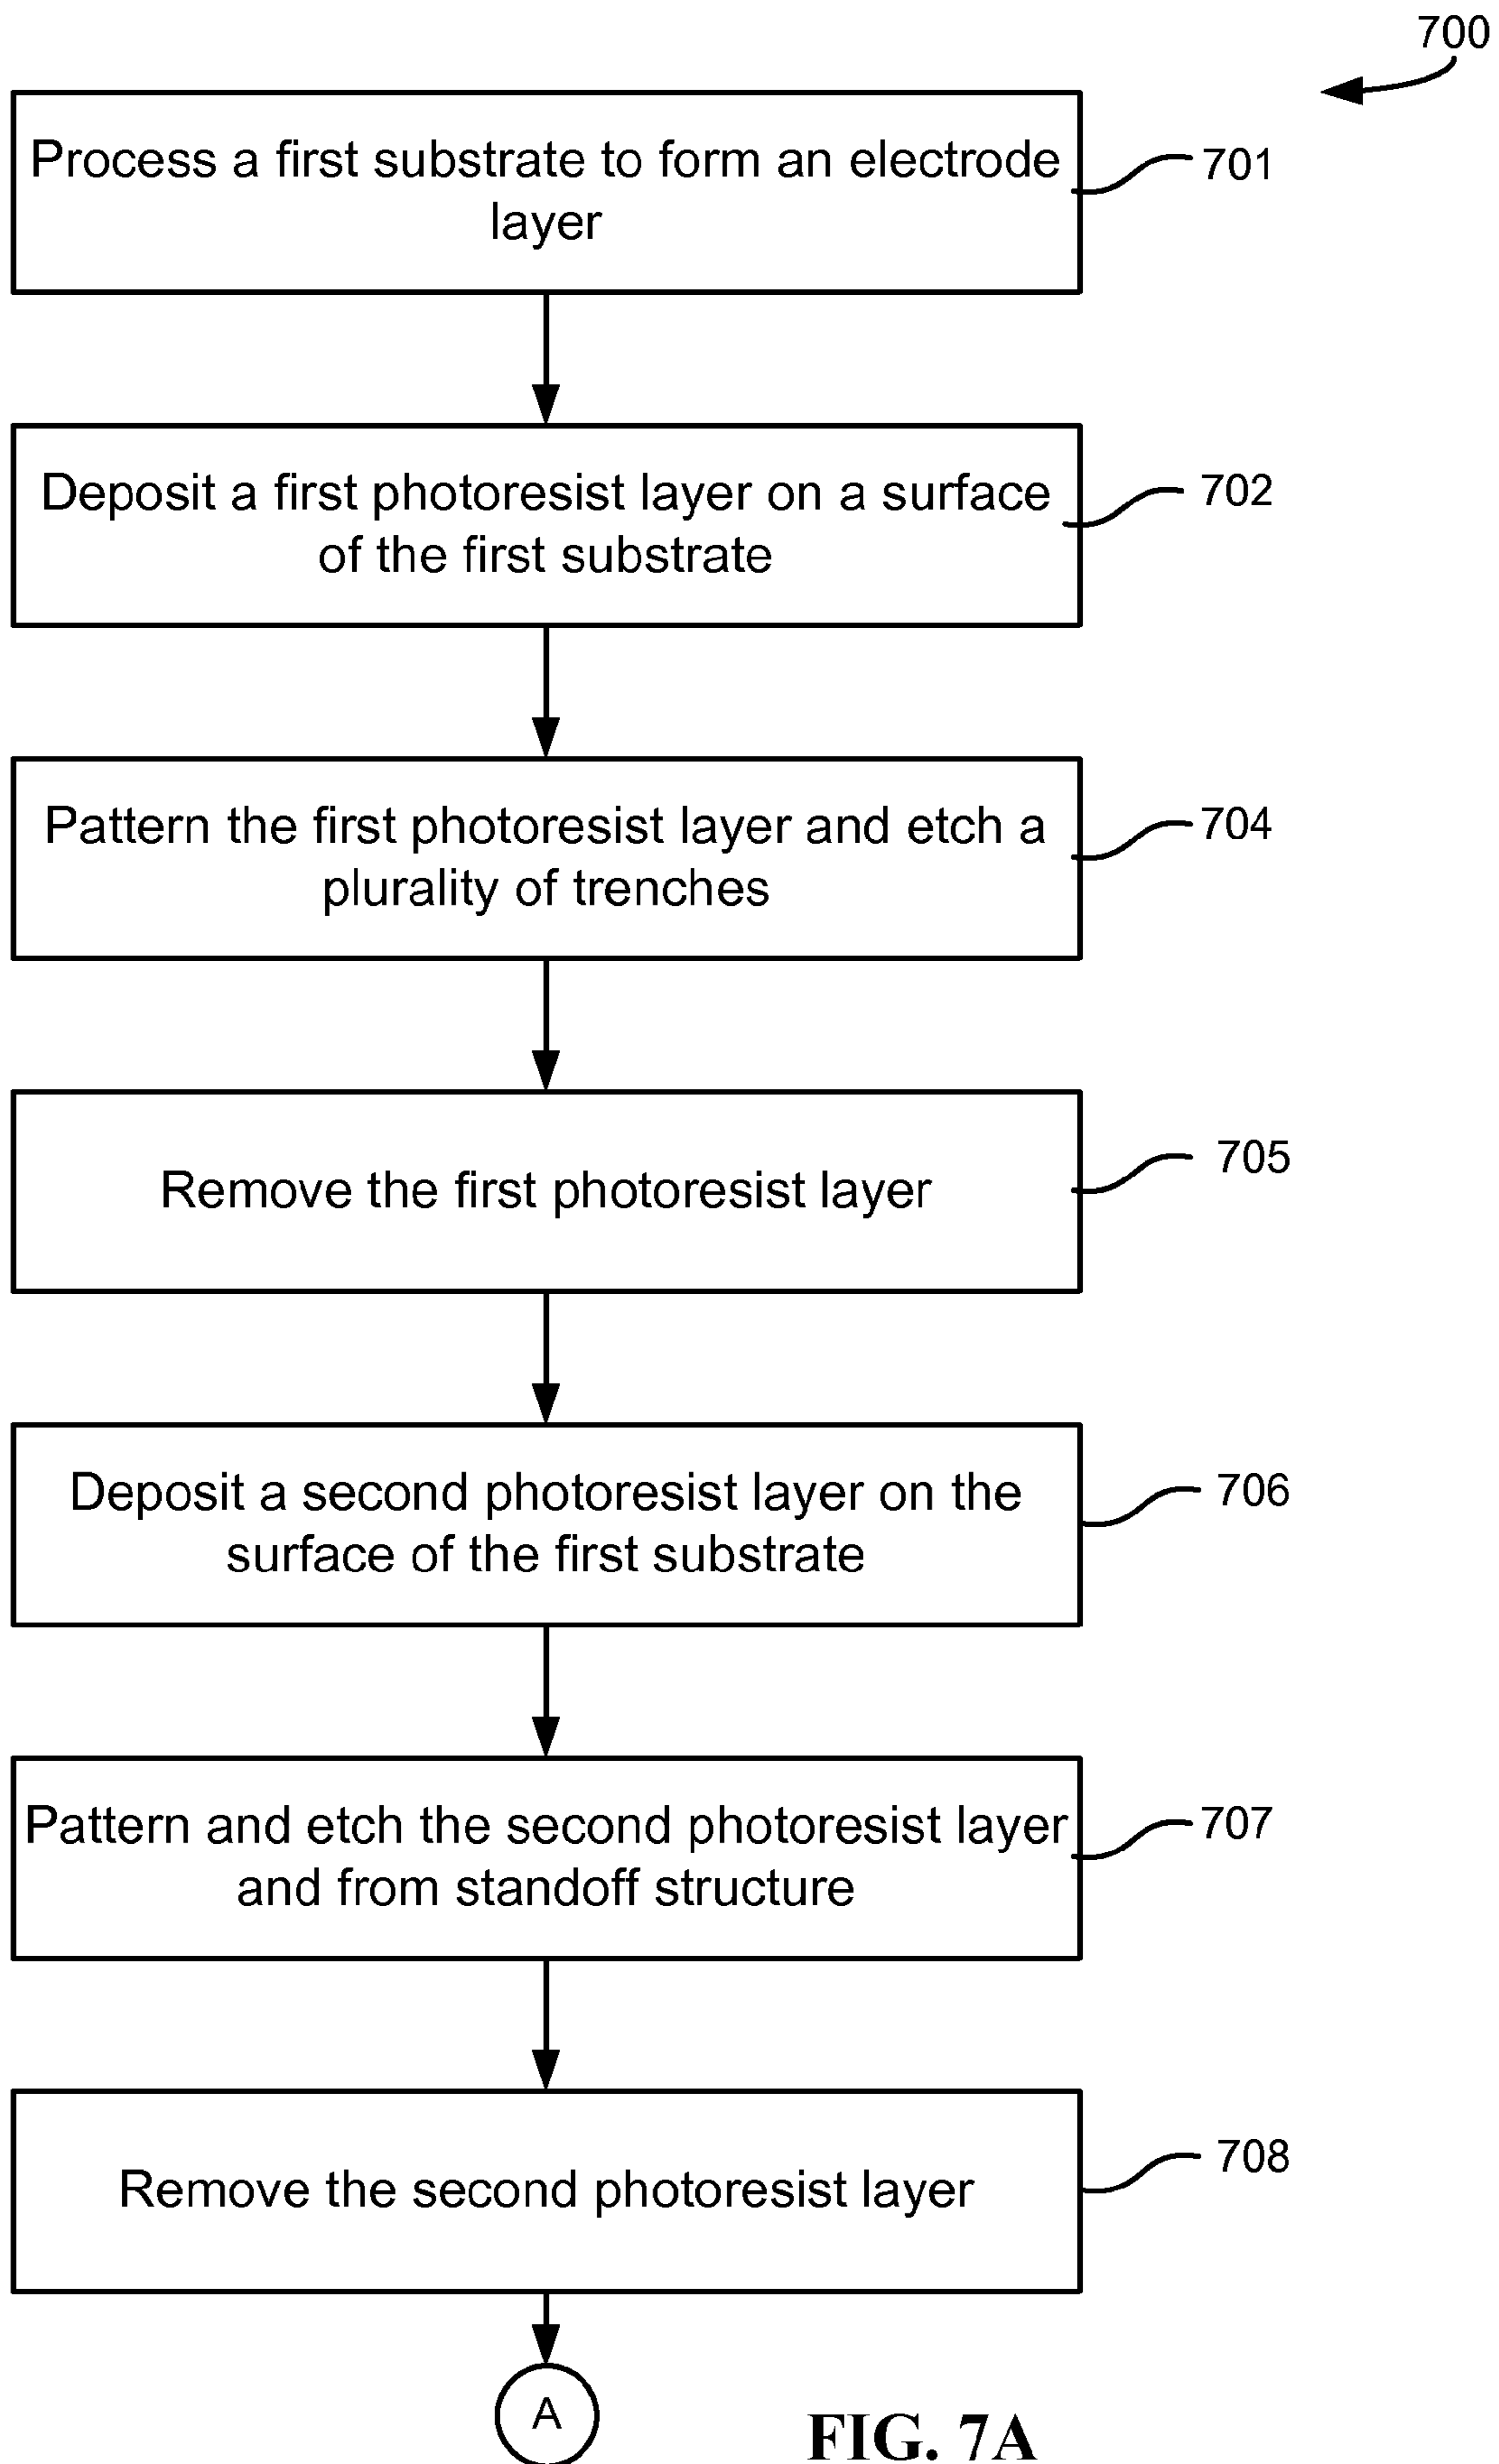 700
Process a first substrate to form an electrode
layer
701
Deposit a first photoresist layer on a surface
of the first substrate
702
Pattern the first photoresist layer and etch a
plurality of trenches
704
Remove the first photoresist layer
705
Deposit a second photoresist layer on the
surface of the first substrate
706
Pattern and etch the second photoresist layer
and from standoff structure
707
Remove the second photoresist layer
708
A
FIG. 7A